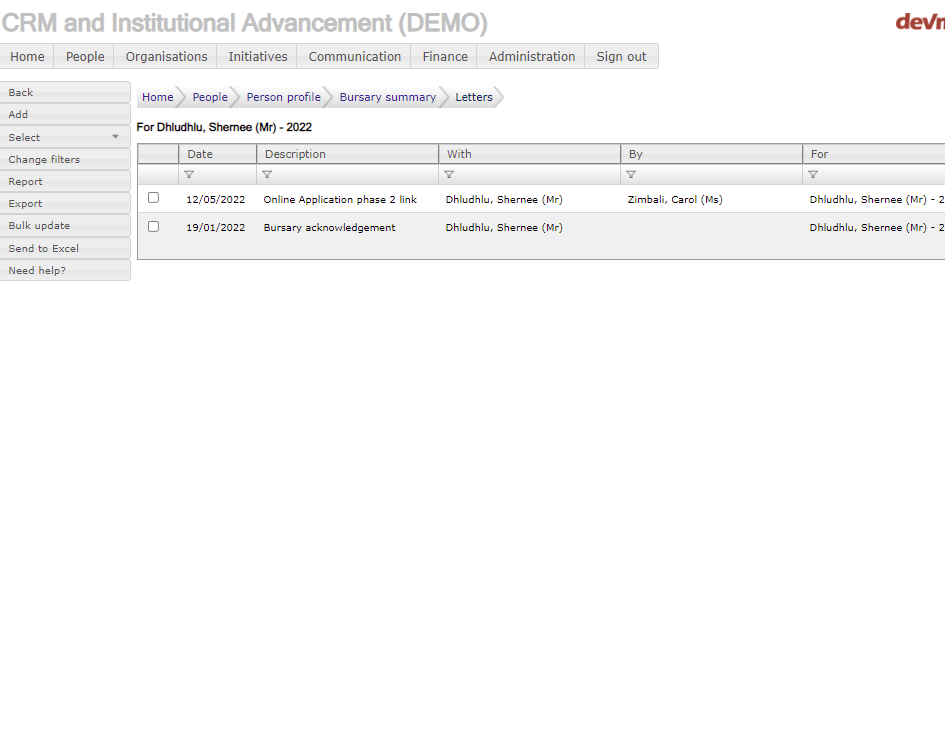 CRM and Institutional Advancement (DEMO)
Home People Organisations Initiatives Communication Finance Administration Sign out
Back
Add
Select
Change filters
Report
Export
Bulk update
Send to Excel
Need help?
Home People Person profile Bursary summary Letters
For Dhludhlu, Shernee (Mr) - 2022
Date Description With By For
12/05/2022 Online Application phase 2 link Dhludhlu, Shernee (Mr) Zimbali, Carol (Ms) Dhludhlu, Shernee (Mr) - 2
19/01/2022 Bursary acknowledgement Dhludhlu, Shernee (Mr) Dhludhlu, Shernee (Mr) - 2